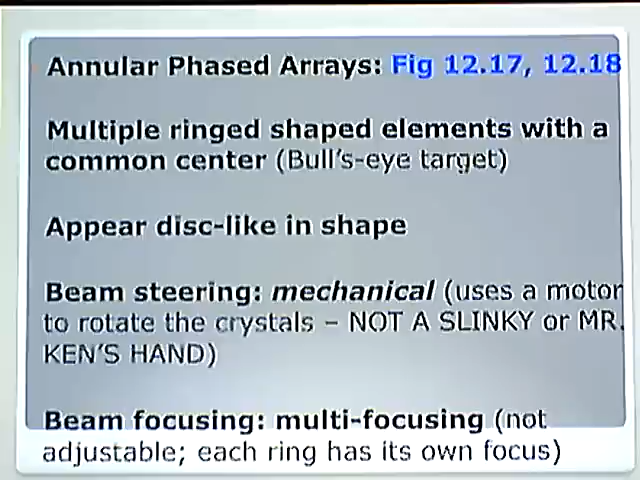 Annular Phased Arrays: Fig 12.17, 12.18
Multiple ringed shaped elements with a
common center (Bull's-eye target)
Appear disc-like in shape
Beam steering: mechanical (uses a motor
to rotate the crystals – NOT A SLINKY or MR.
KEN'S HAND)
Beam focusing: multi-focusing (not
adjustable; each ring has its own focus)